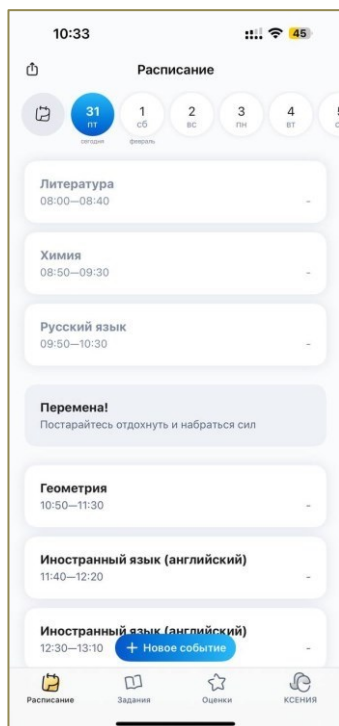 10:33
45
Расписание
31
пт
сегодня
1
сб
февраль
2
вс
3
пн
4
вт
Литература
08:00—08:40
-
Химия
08:50—09:30
-
Русский язык
09:50—10:30
-
Перемена!
Постарайтесь отдохнуть и набраться сил
Геометрия
10:50—11:30
-
Иностранный язык (английский)
11:40—12:20
-
Иностранный язык (английский)
12:30—13:10
-
+ Новое событие
Расписание
Задания
Оценки
КСЕНИЯ